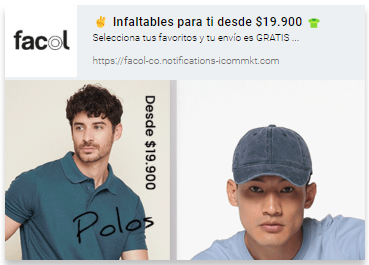 facol
✌ Infaltables para ti desde $19.900 👕
Selecciona tus favoritos y tu envío es GRATIS ...
https://facol-co.notifications-icommkt.com
Desde $19.900
Polos